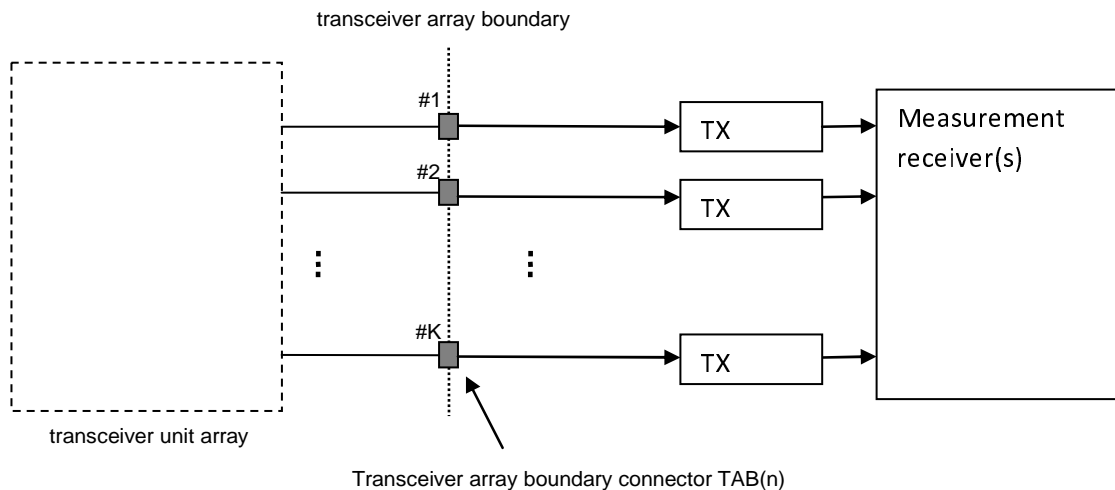 transceiver array boundary
#1
TX
Measurement
receiver(s)
#2
TX
#K
TX
transceiver unit array
Transceiver array boundary connector TAB(n)